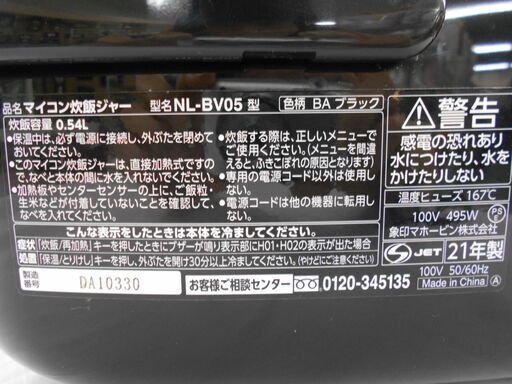 品名 マイコン炊飯ジャー 型名 NL-BV05 型 色柄 BA ブラック
炊飯容量 0.54L
・保温中は、必ず電源に接続し、外ぶたを閉めておいてください。
・このマイコン炊飯ジャーは、直接加熱式ですので、なべと本体の間に水を入れないでください。
・加熱板やセンターセンサーの上に、ご飯粒、生米などが付着していないことを確認して、なべを入れてください。
・炊飯する際は、正しいメニューでご使用ください。(メニューを間違えると、ふきこぼれの原因となります)
・専用の電源コード以外は使用しないでください。
・電源コードは他の機器に転用しないでください。
こんな表示をしたときは本体を冷ましてください。
症状 「炊飯/再加熱」キーを押したときにブザーが鳴り表示部にH01・H02の表示が出た場合
処置 「保温/とりけし」キーを押し、外ぶたを開け30分以上冷ましてください。(やけどにご注意ください)
製造番号 DA10330
お客様ご相談センター 0120-345135
警告
感電の恐れあり
水につけたり、水を
かけたりしない
温度ヒューズ 167℃
100V 495W PS
象印マホービン株式会社
S JET 21年製
100V 50/60Hz
Made in China Ⓐ